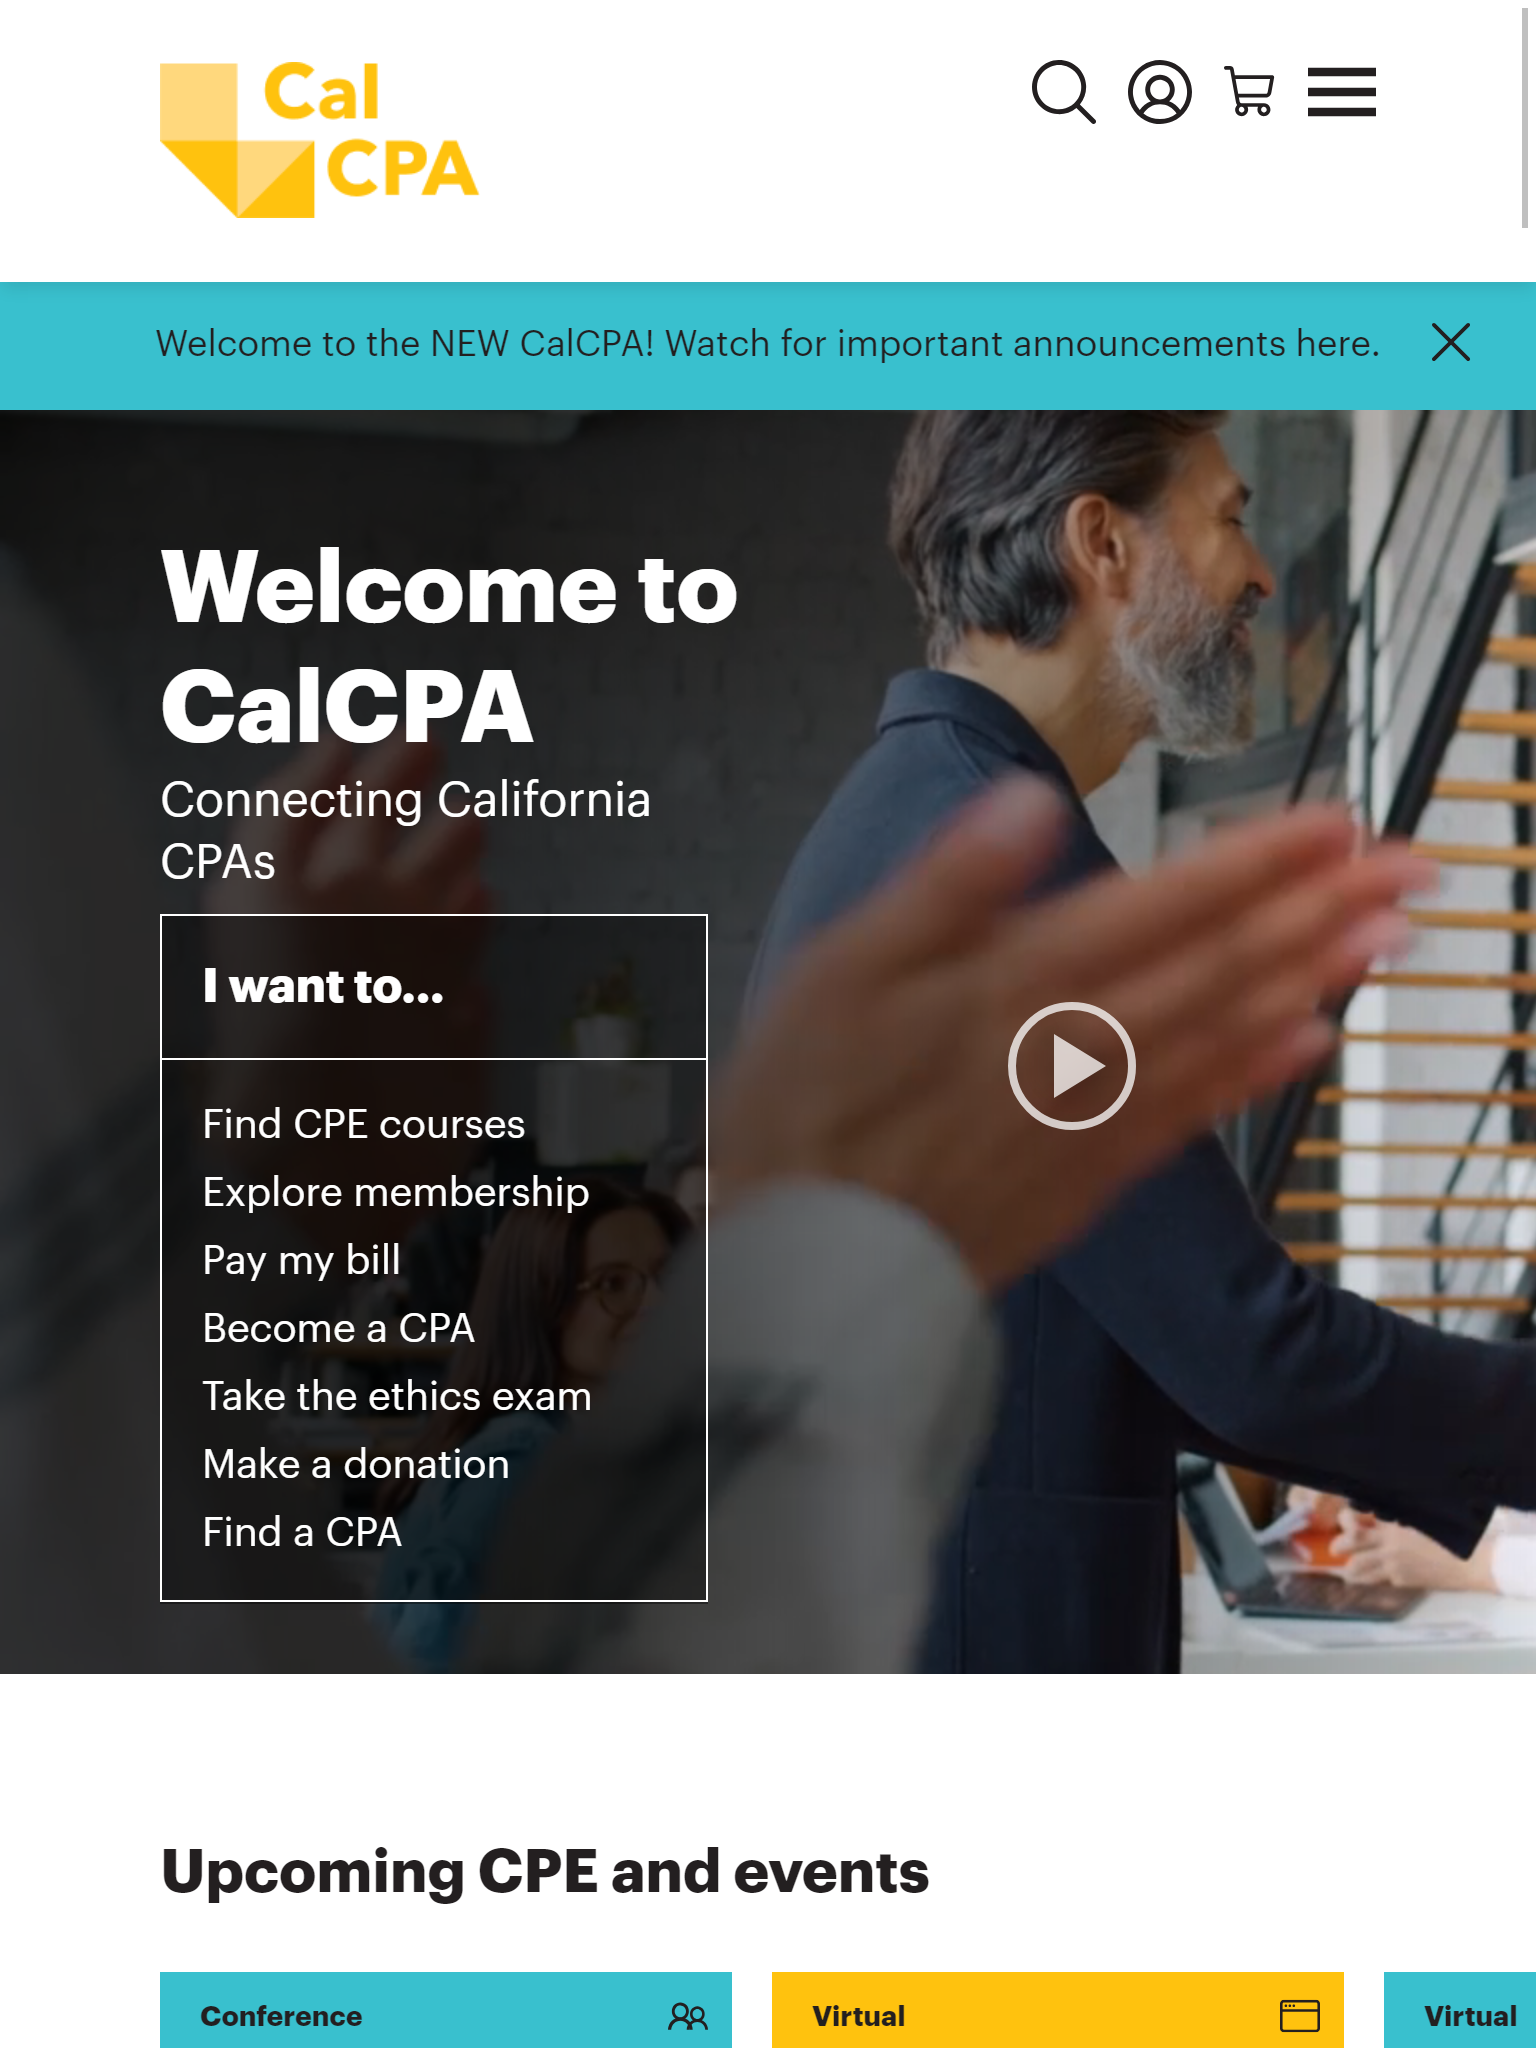 Cal
CPA
Welcome to the NEW CalCPA! Watch for important announcements here.
Welcome to
CalCPA
Connecting California
CPAs
I want to...
Find CPE courses
Explore membership
Pay my bill
Become a CPA
Take the ethics exam
Make a donation
Find a CPA
Upcoming CPE and events
Conference
Virtual
Virtual